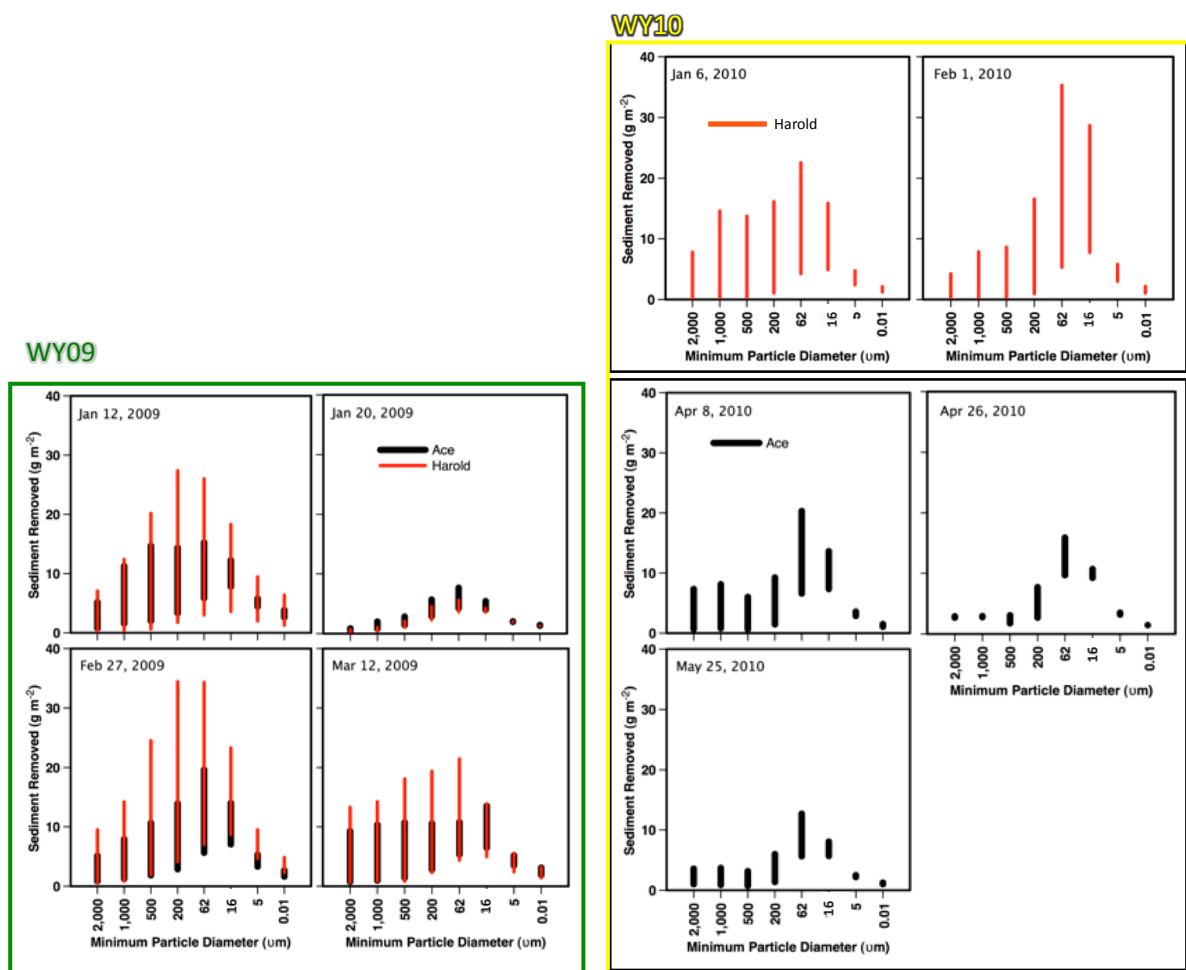 WY10
40
30
20
10
0
Sediment Removed (g m⁻²)
Jan 6, 2010
Harold
2,000
1,000
500
200
62
16
5
0.01
Minimum Particle Diameter (υm)
Feb 1, 2010
2,000
1,000
500
200
62
16
5
0.01
Minimum Particle Diameter (υm)
WY09
40
30
20
10
0
Sediment Removed (g m⁻²)
Jan 12, 2009
Jan 20, 2009
Ace
Harold
40
30
20
10
0
Sediment Removed (g m⁻²)
Feb 27, 2009
2,000
1,000
500
200
62
16
5
0.01
Minimum Particle Diameter (υm)
Mar 12, 2009
2,000
1,000
500
200
62
16
5
0.01
Minimum Particle Diameter (υm)
40
30
20
10
0
Sediment Removed (g m⁻²)
Apr 8, 2010
Ace
Apr 26, 2010
2,000
1,000
500
200
62
16
5
0.01
Minimum Particle Diameter (υm)
40
30
20
10
0
Sediment Removed (g m⁻²)
May 25, 2010
2,000
1,000
500
200
62
16
5
0.01
Minimum Particle Diameter (υm)